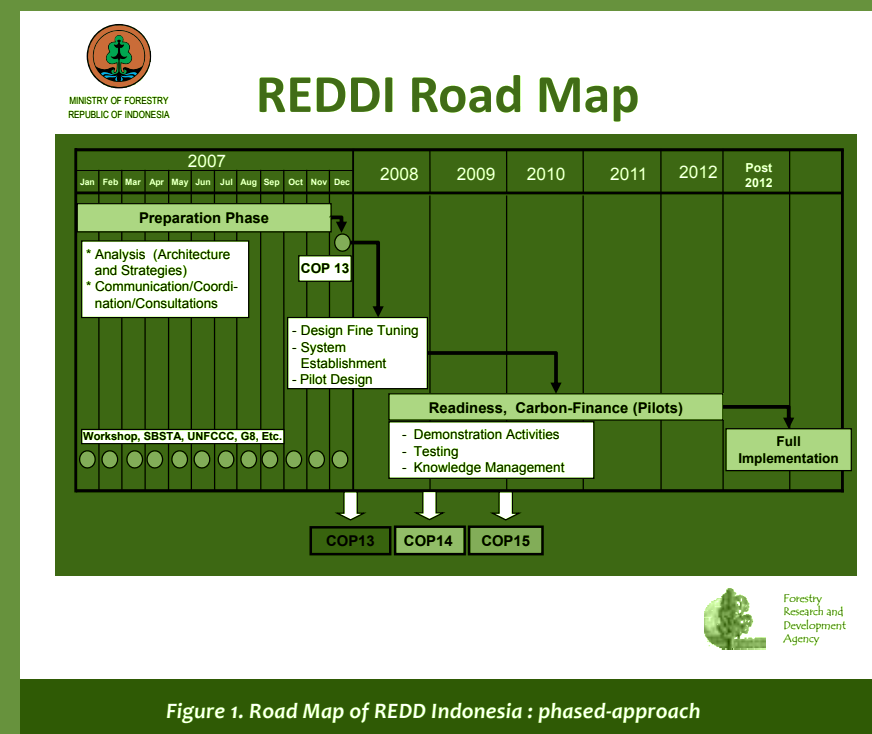 MINISTRY OF FORESTRY
REPUBLIC OF INDONESIA
REDDI Road Map
2007
Jan Feb Mar Apr May Jun Jul Aug Sep Oct Nov Dec
2008 2009 2010 2011 2012 Post
2012
Preparation Phase
* Analysis (Architecture
and Strategies)
* Communication/Coordi-
nation/Consultations
COP 13
- Design Fine Tuning
- System
Establishment
- Pilot Design
Readiness, Carbon-Finance (Pilots)
- Demonstration Activities
- Testing
- Knowledge Management
Workshop, SBSTA, UNFCCC, G8, Etc.
Full
Implementation
COP13 COP14 COP15
Forestry
Research and
Development
Agency
Figure 1. Road Map of REDD Indonesia : phased-approach